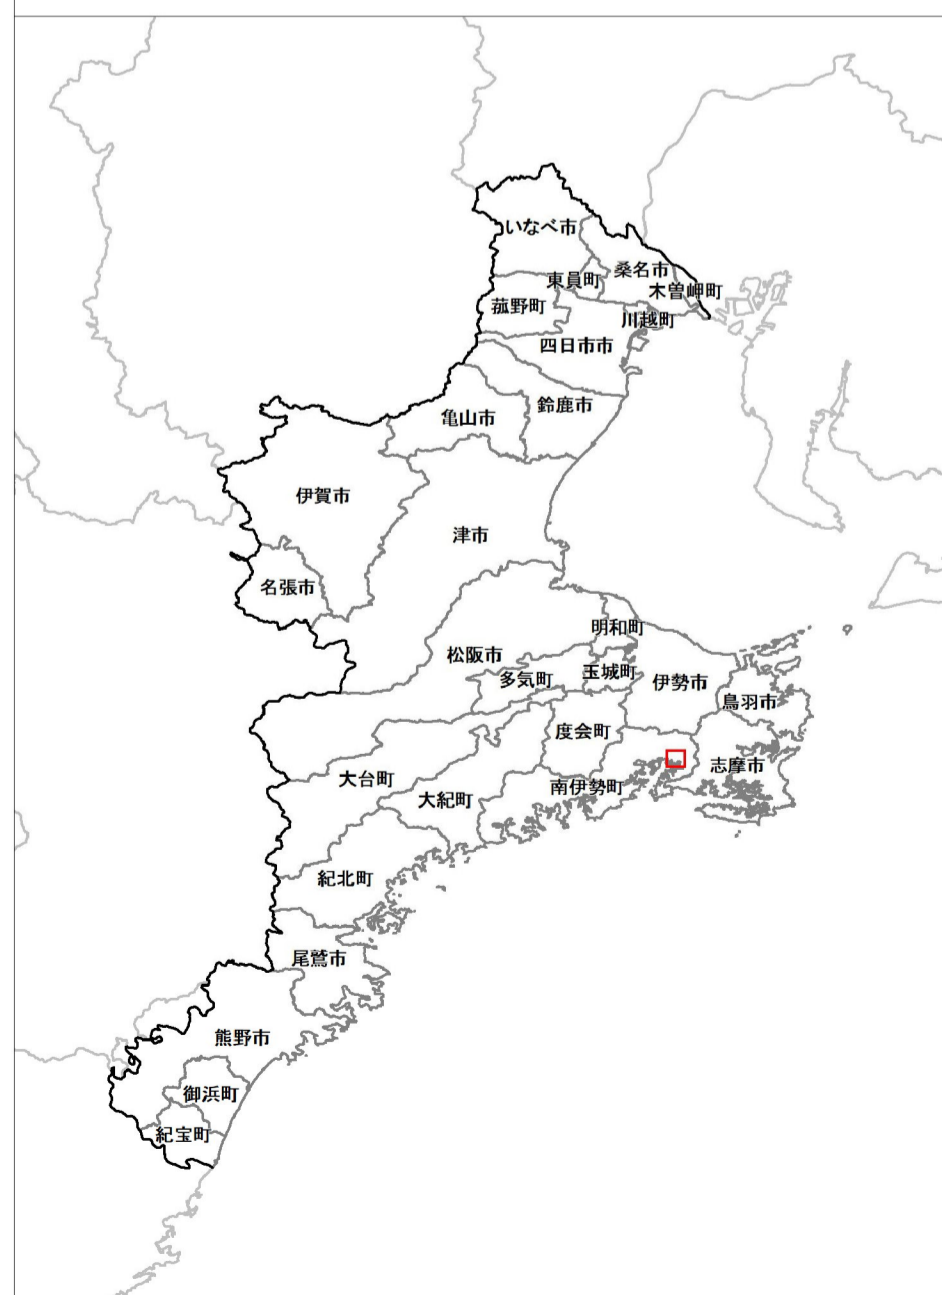 いなべ市
桑名市
東員町
木曽岬町
菰野町
川越町
四日市市
鈴鹿市
亀山市
伊賀市
津市
名張市
明和町
松阪市
玉城町
多気町
伊勢市
鳥羽市
度会町
志摩市
大台町
南伊勢町
大紀町
紀北町
尾鷲市
熊野市
御浜町
紀宝町